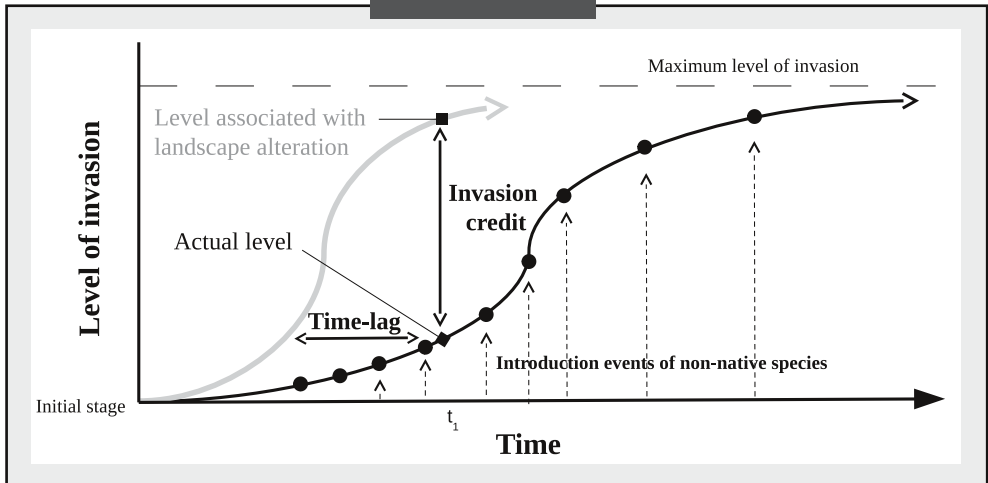 Maximum level of invasion
Level associated with
landscape alteration
Level of invasion
Invasion
credit
Actual level
Time-lag
Introduction events of non-native species
Initial stage
t1
Time